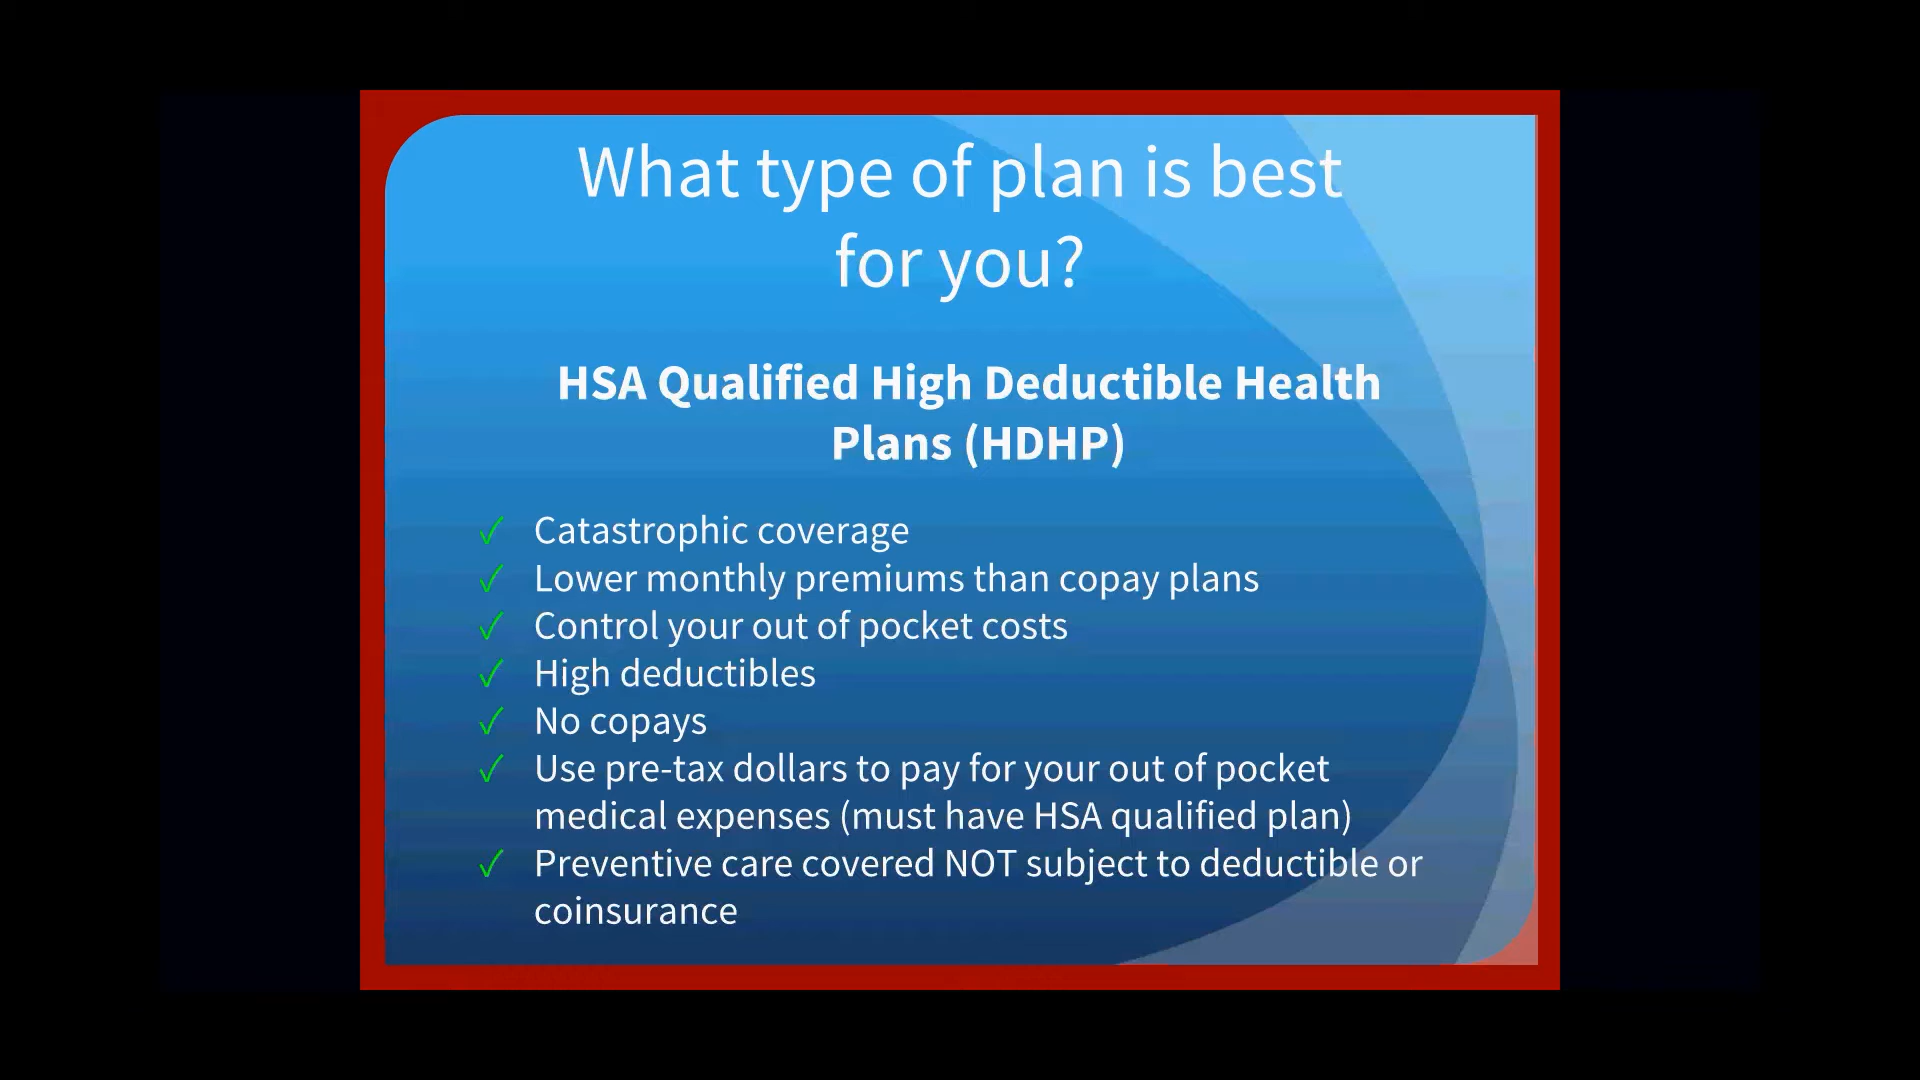 What type of plan is best
for you?
HSA Qualified High Deductible Health
Plans (HDHP)
✓ Catastrophic coverage
✓ Lower monthly premiums than copay plans
✓ Control your out of pocket costs
✓ High deductibles
✓ No copays
✓ Use pre-tax dollars to pay for your out of pocket
medical expenses (must have HSA qualified plan)
✓ Preventive care covered NOT subject to deductible or
coinsurance